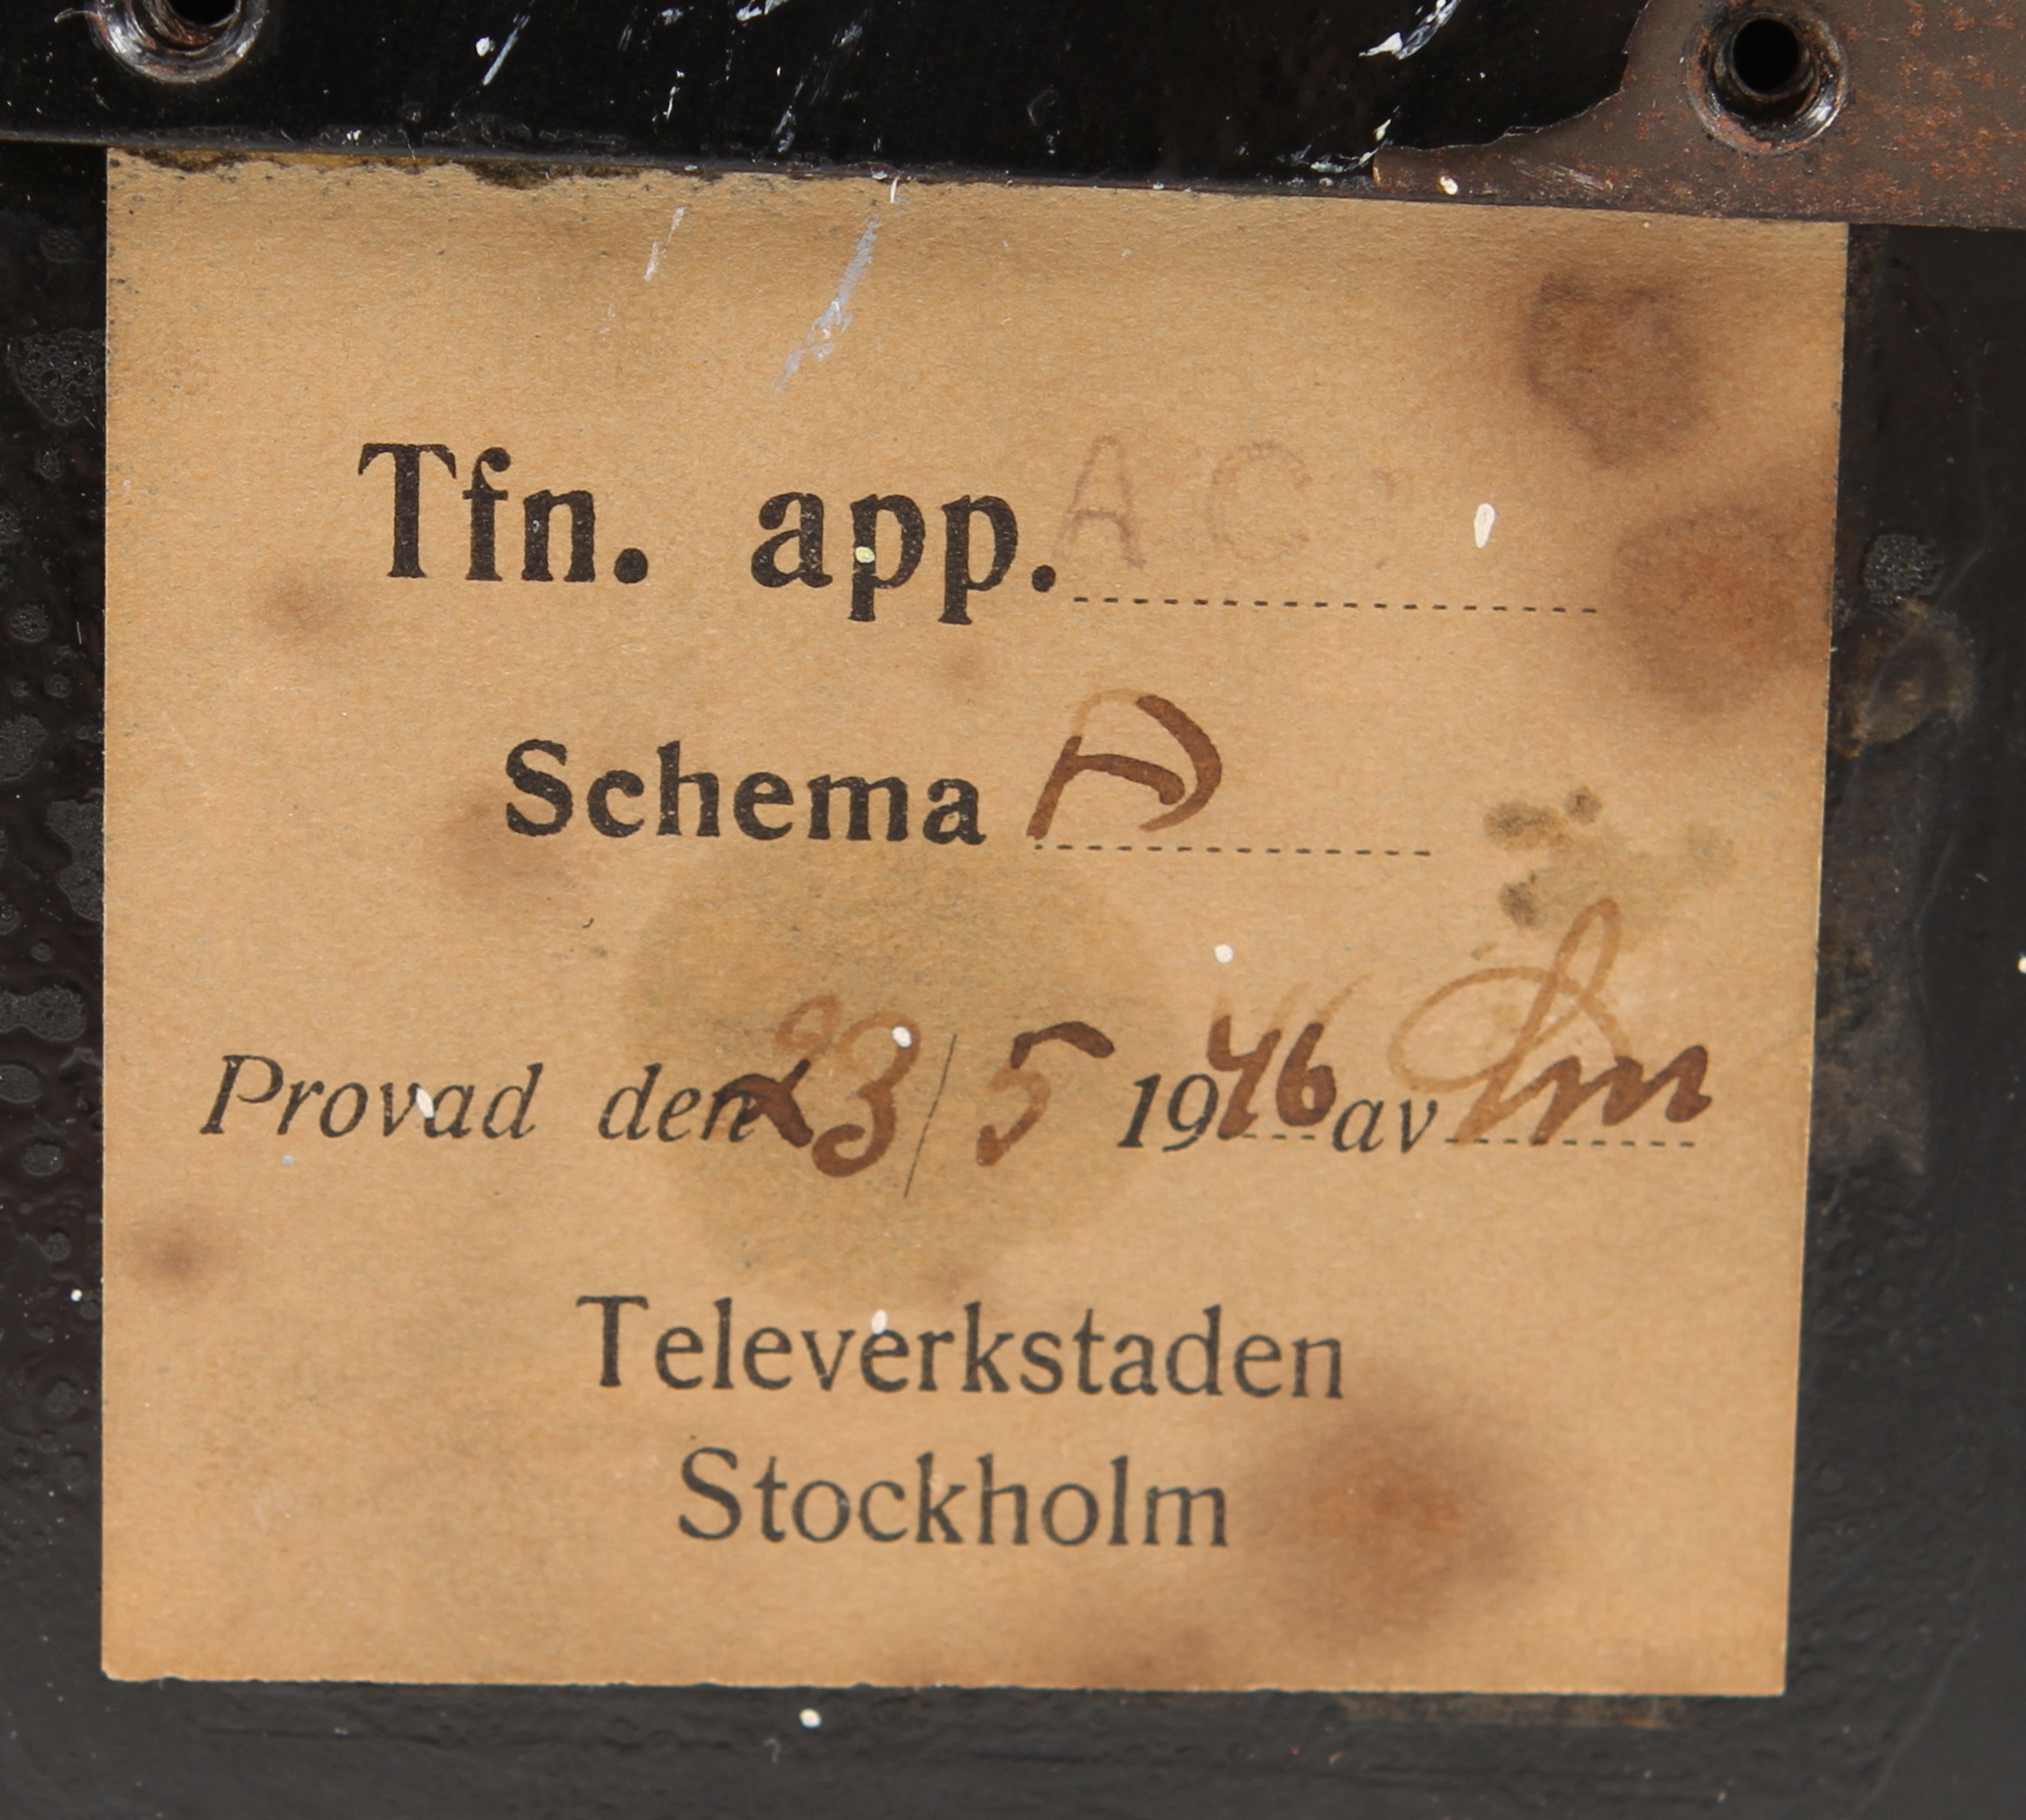 Tfn. app. AC
Schema A
Provad den 23/5 1946 av
Televerkstaden
Stockholm